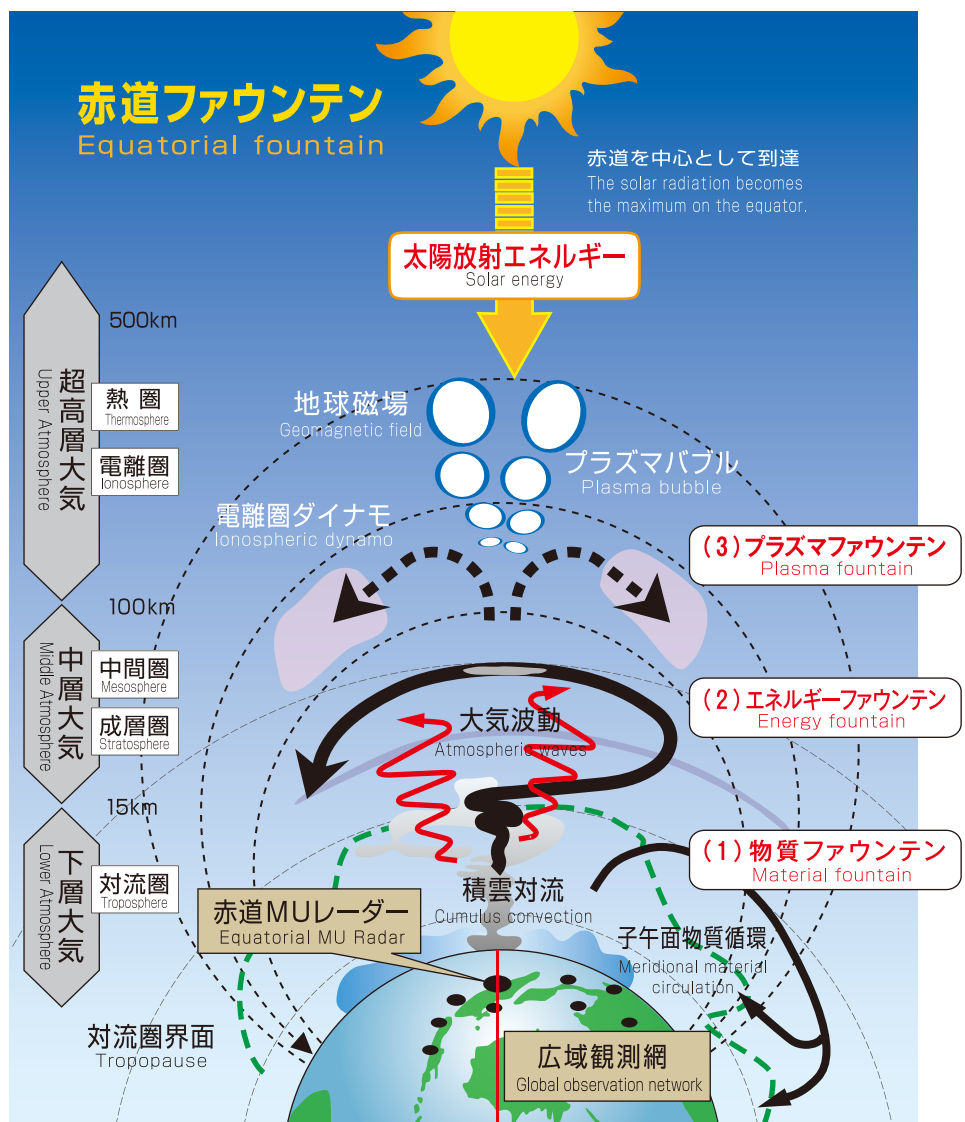 赤道ファウンテン
Equatorial fountain
赤道を中心として到達
The solar radiation becomes
the maximum on the equator.
太陽放射エネルギー
Solar energy
500km
超高層大気
Upper Atmosphere
熱圏
Thermosphere
電離圏
Ionosphere
地球磁場
Geomagnetic field
プラズマバブル
Plasma bubble
電離圏ダイナモ
Ionospheric dynamo
(3)プラズマファウンテン
Plasma fountain
100km
中層大気
Middle Atmosphere
中間圏
Mesosphere
成層圏
Stratosphere
(2)エネルギーファウンテン
Energy fountain
大気波動
Atmospheric waves
15km
下層大気
Lower Atmosphere
対流圏
Troposphere
(1)物質ファウンテン
Material fountain
積雲対流
Cumulus convection
赤道MUレーダー
Equatorial MU Radar
子午面物質循環
Meridional material
circulation
対流圏界面
Tropopause
広域観測網
Global observation network